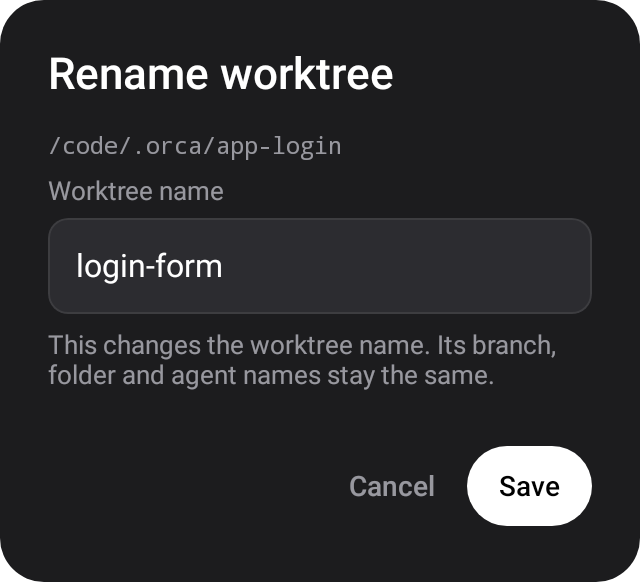 Rename worktree
/code/.orca/app-login
Worktree name
login-form
This changes the worktree name. Its branch,
folder and agent names stay the same.
Cancel Save